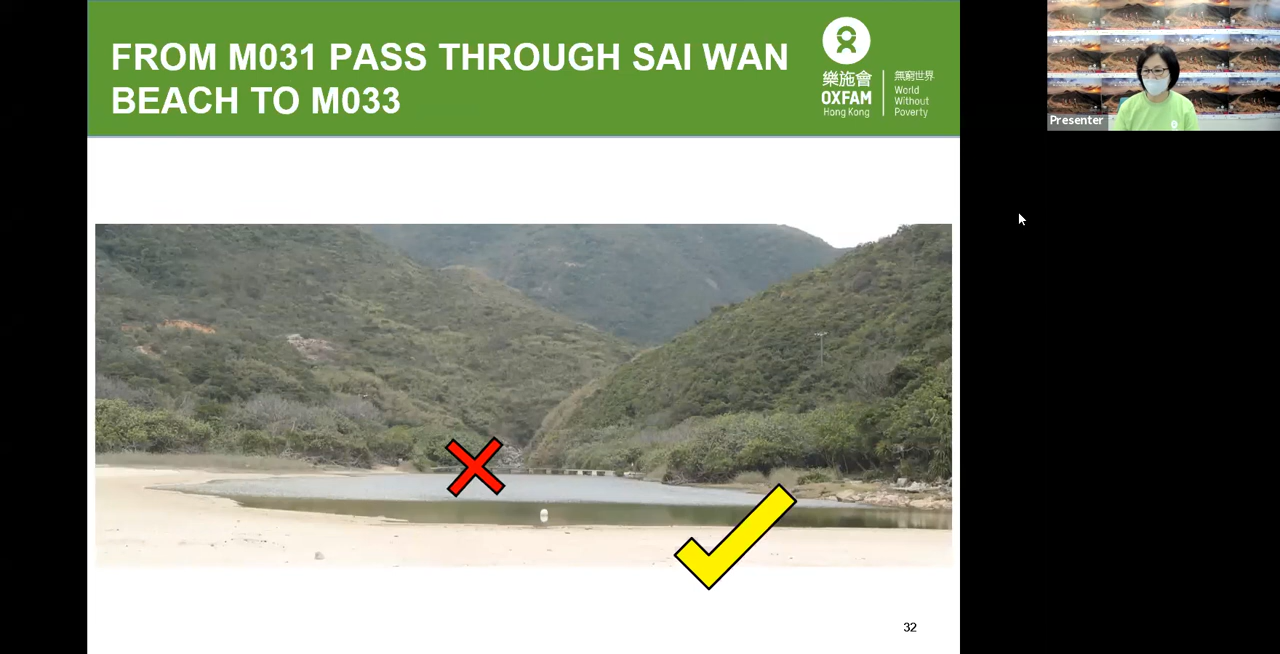 FROM M031 PASS THROUGH SAI WAN
BEACH TO M033
樂施會
OXFAM
Hong Kong
無窮世界
World
Without
Poverty
Presenter
32